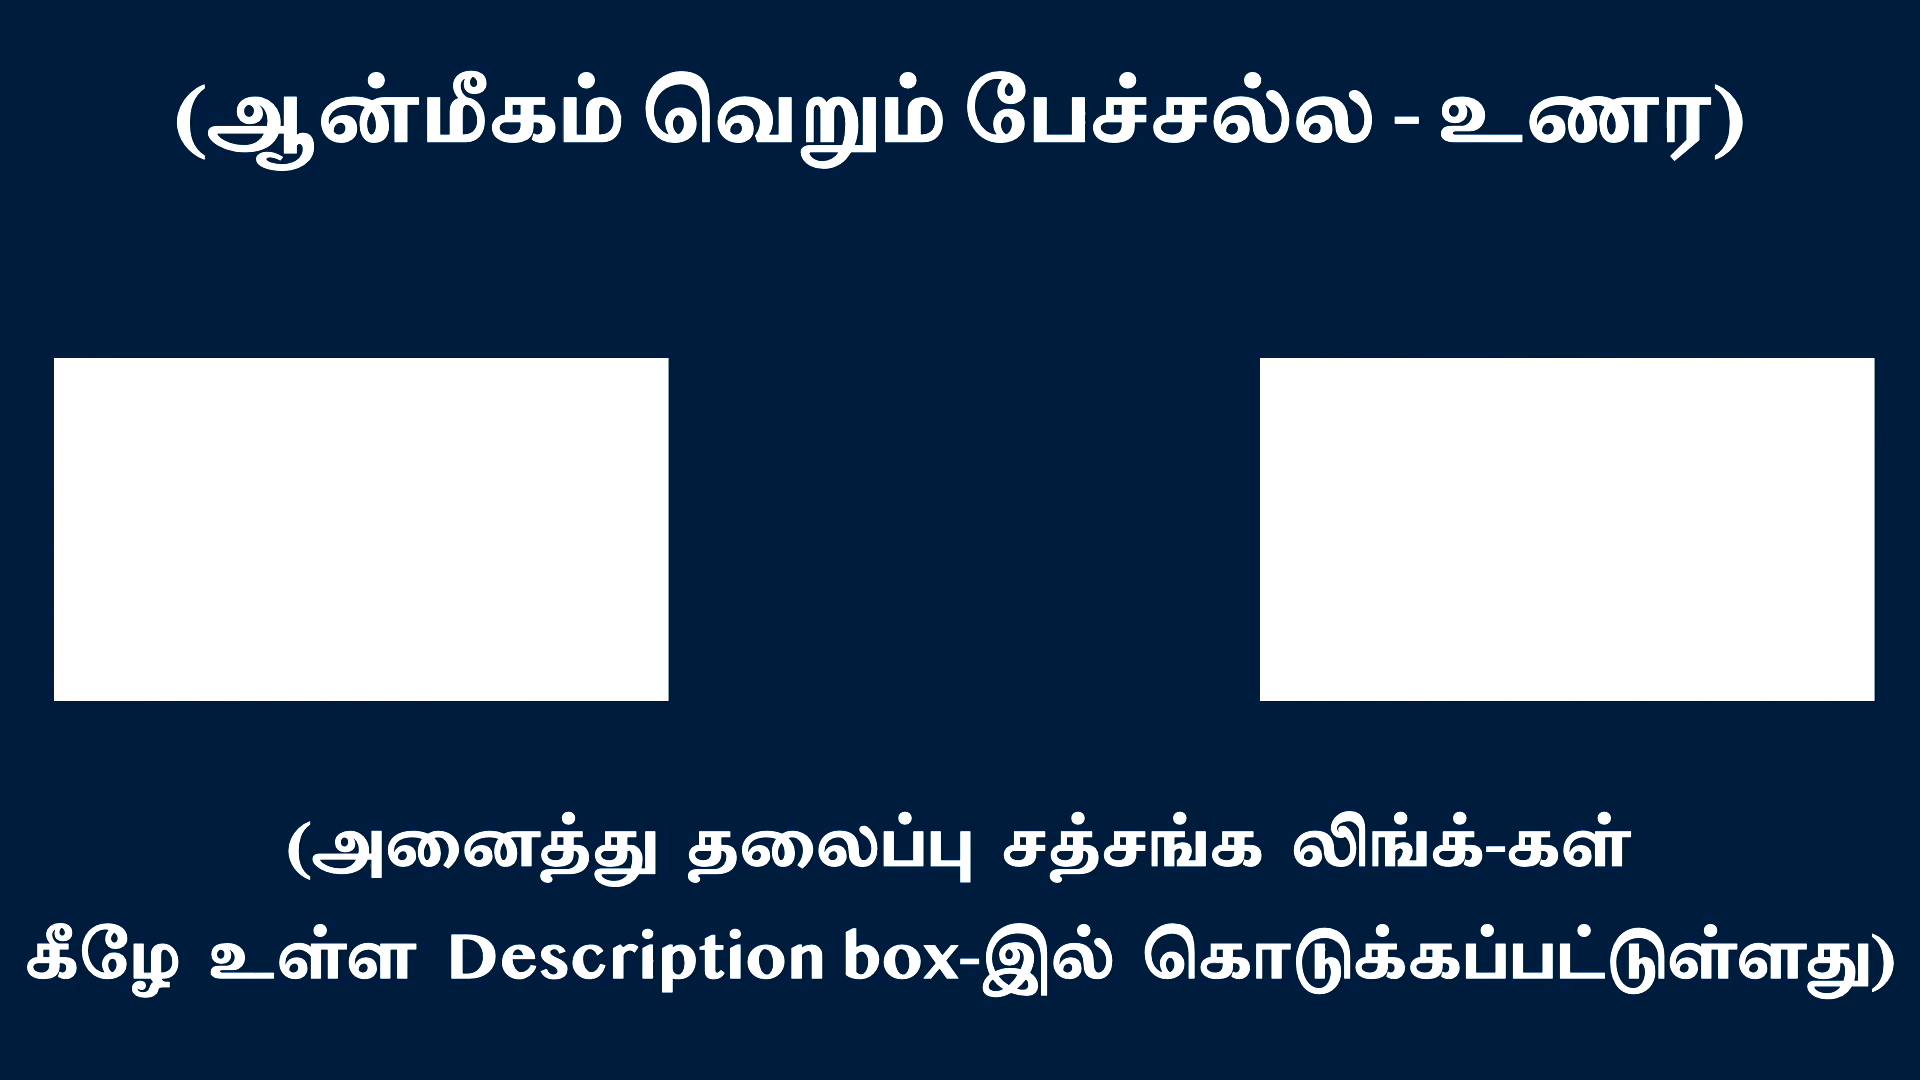 (ஆன்மீகம் வெறும் பேச்சல்ல - உணர)
(அனைத்து தலைப்பு சத்சங்க லிங்க்-கள்
கீழே உள்ள Description box-இல் கொடுக்கப்பட்டுள்ளது)